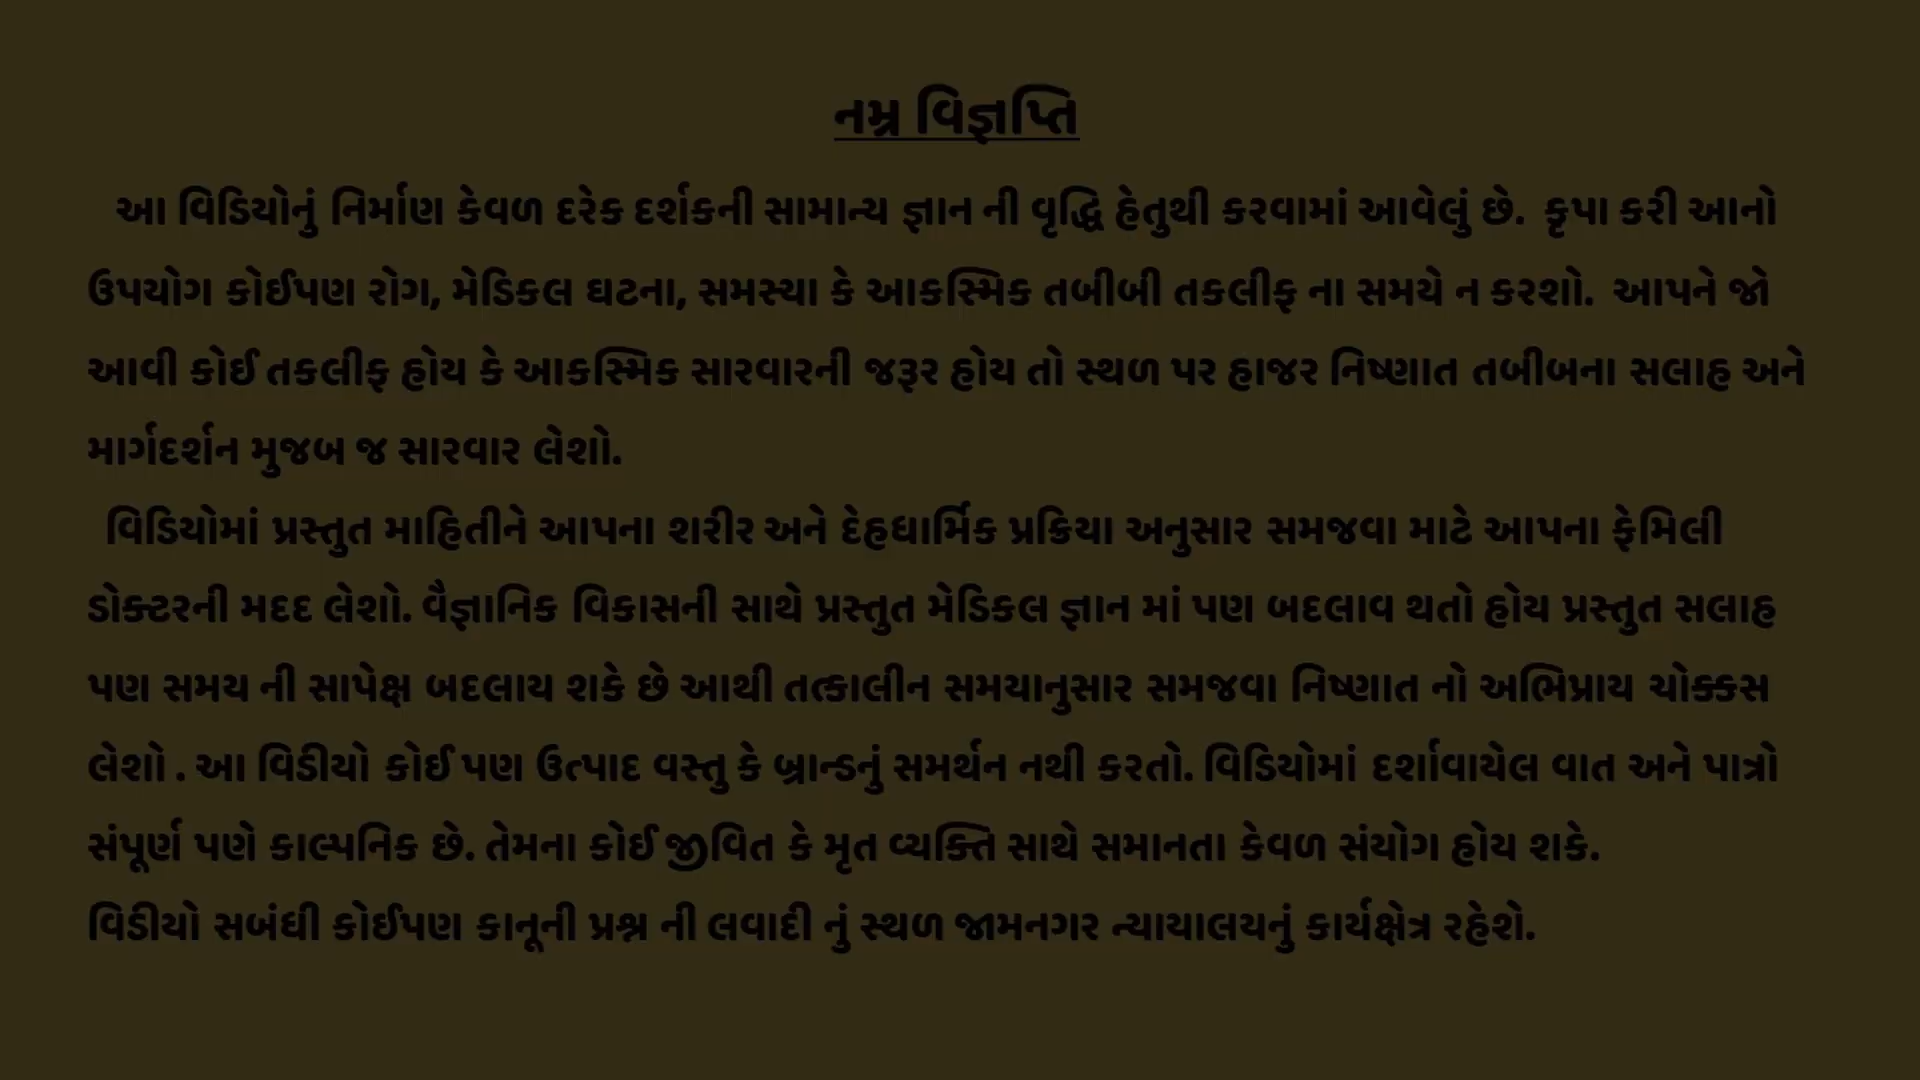 નમ્ર વિજ્ઞપ્તિ
આ વિડિયોનું નિર્માણ કેવળ દરેક દર્શકની સામાન્ય જ્ઞાન ની વૃદ્ધિ હેતુથી કરવામાં આવેલું છે. કૃપા કરી આનો
ઉપયોગ કોઈપણ રોગ, મેડિકલ ઘટના, સમસ્યા કે આકસ્મિક તબીબી તકલીફ ના સમયે ન કરશો. આપને જો
આવી કોઈ તકલીફ હોય કે આકસ્મિક સારવારની જરૂર હોય તો સ્થળ પર હાજર નિષ્ણાત તબીબના સલાહ અને
માર્ગદર્શન મુજબ જ સારવાર લેશો.
વિડિયોમાં પ્રસ્તુત માહિતીને આપના શરીર અને દેહધાર્મિક પ્રક્રિયા અનુસાર સમજવા માટે આપના ફેમિલી
ડોક્ટરની મદદ લેશો. વૈજ્ઞાનિક વિકાસની સાથે પ્રસ્તુત મેડિકલ જ્ઞાન માં પણ બદલાવ થતો હોય પ્રસ્તુત સલાહ
પણ સમય ની સાપેક્ષ બદલાય શકે છે આથી તત્કાલીન સમયાનુસાર સમજવા નિષ્ણાત નો અભિપ્રાય ચોક્કસ
લેશો . આ વિડીયો કોઈ પણ ઉત્પાદ વસ્તુ કે બ્રાન્ડનું સમર્થન નથી કરતો. વિડિયોમાં દર્શાવાયેલ વાત અને પાત્રો
સંપૂર્ણ પણે કાલ્પનિક છે. તેમના કોઈ જીવિત કે મૃત વ્યક્તિ સાથે સમાનતા કેવળ સંયોગ હોય શકે.
વિડીયો સબંધી કોઈપણ કાનૂની પ્રશ્ન ની લવાદી નું સ્થળ જામનગર ન્યાયાલયનું કાર્યક્ષેત્ર રહેશે.